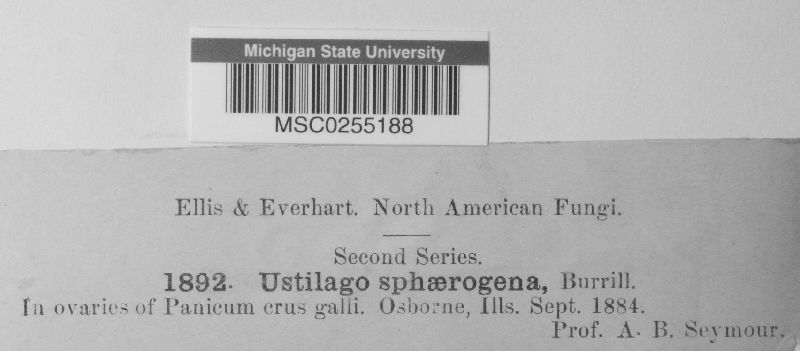 Michigan State University
MSC0255188
Ellis & Everhart. North American Fungi.
Second Series.
1892. Ustilago sphærogena, Burrill.
In ovaries of Panicum crus galli. Osborne, Ills. Sept. 1884.
Prof. A. B. Seymour.